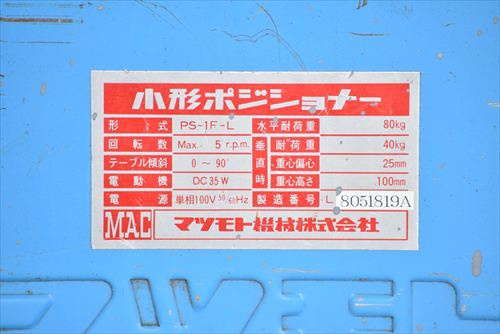 小形ポジショナー
形式 PS-1F-L 水平耐荷重 80kg
回転数 Max. 5 r.p.m. 垂直時 耐荷重 40kg
テーブル傾斜 0~90° 重心偏心 25mm
電動機 DC35W 重心高さ 100mm
電源 単相100V 50/60Hz 製造番号 L 8051819A
MAC マツモト機械株式会社